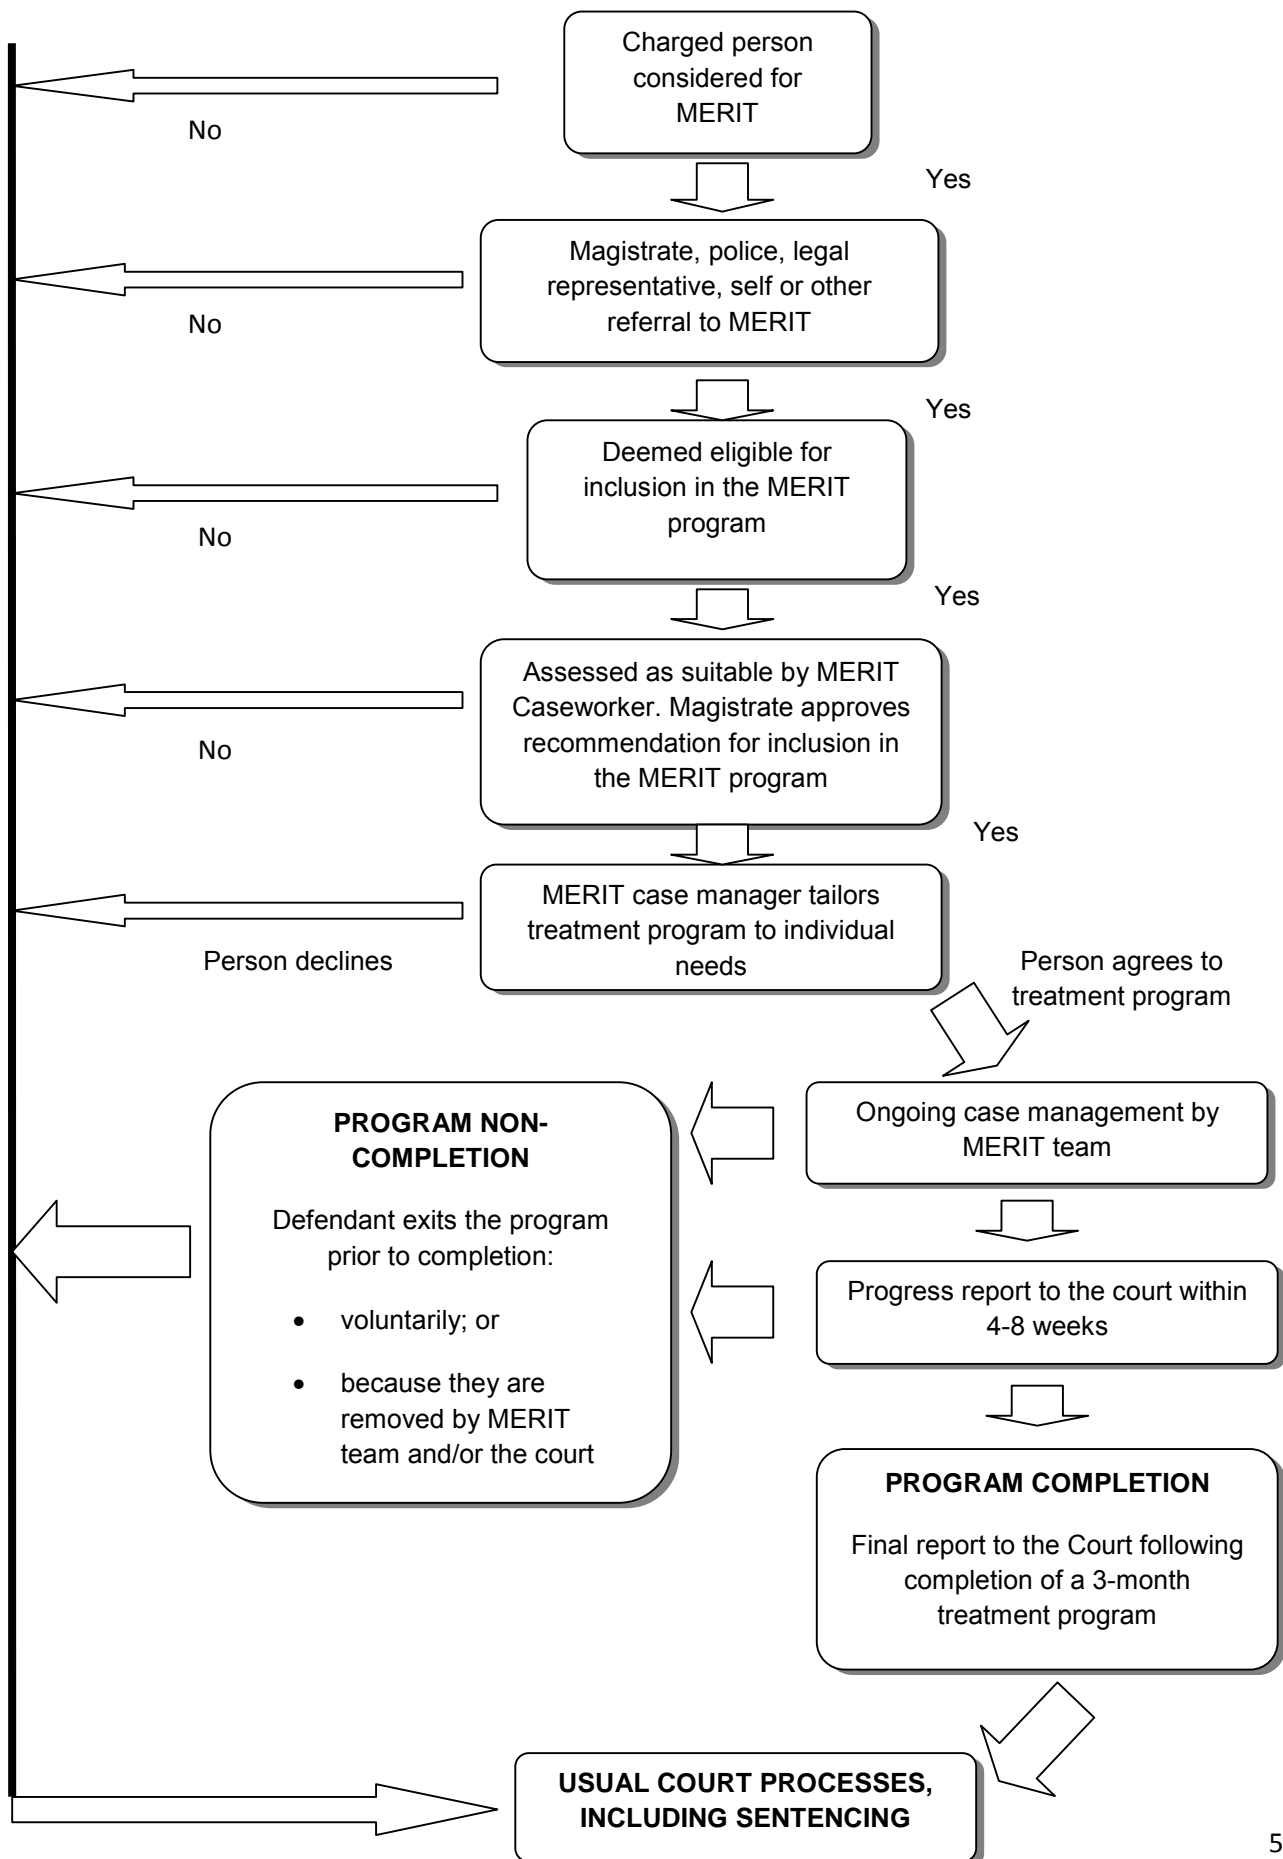 Charged person
considered for
MERIT
No
Yes
Magistrate, police, legal
representative, self or other
referral to MERIT
No
Yes
Deemed eligible for
inclusion in the MERIT
program
No
Yes
Assessed as suitable by MERIT
Caseworker. Magistrate approves
recommendation for inclusion in
the MERIT program
No
Yes
MERIT case manager tailors
treatment program to individual
needs
Person declines
Person agrees to
treatment program
Ongoing case management by
MERIT team
PROGRAM NON-
COMPLETION
Defendant exits the program
prior to completion:
• voluntarily; or
• because they are
removed by MERIT
team and/or the court
Progress report to the court within
4-8 weeks
PROGRAM COMPLETION
Final report to the Court following
completion of a 3-month
treatment program
USUAL COURT PROCESSES,
INCLUDING SENTENCING
5